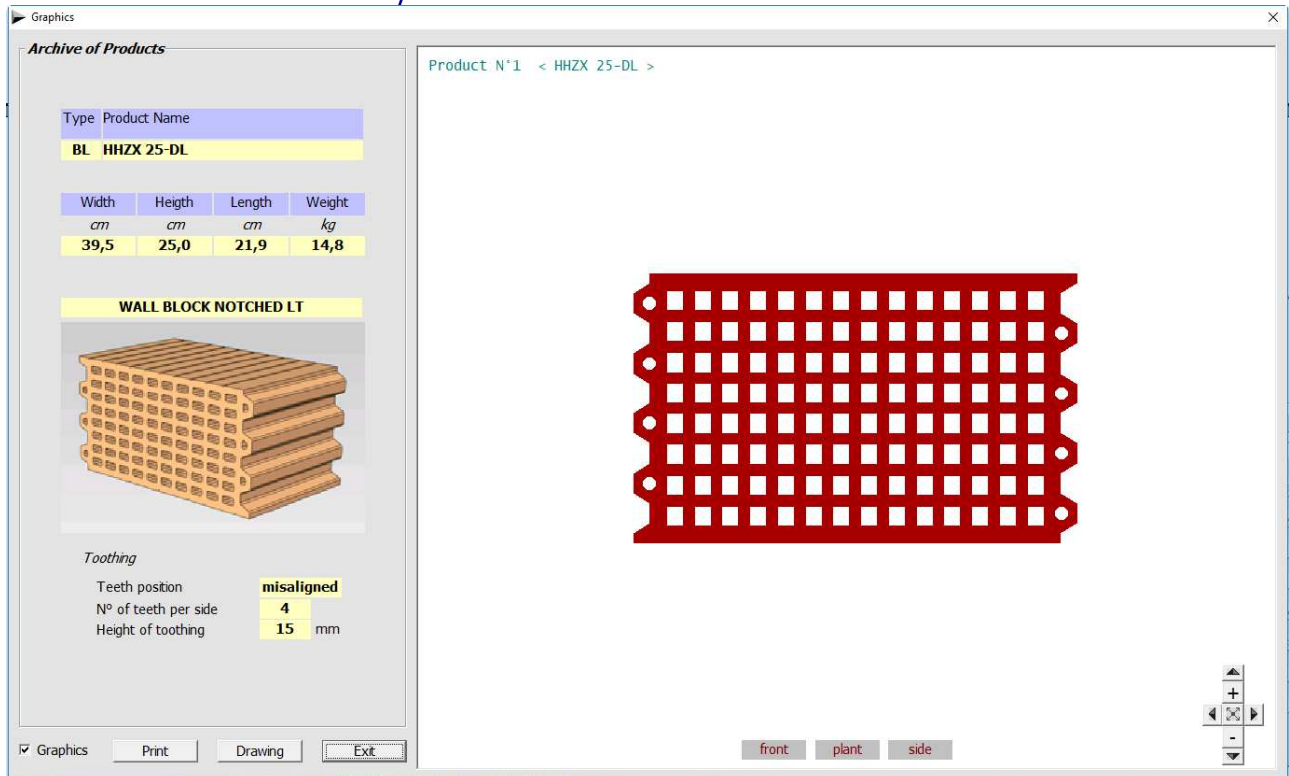 Graphics
Archive of Products
Product N°1 < HHZX 25-DL >
Type Product Name
BL HHZX 25-DL
Width Heigth Length Weight
cm cm cm kg
39,5 25,0 21,9 14,8
WALL BLOCK NOTCHED LT
Toothing
Teeth position misaligned
Nº of teeth per side 4
Height of toothing 15 mm
+
-
Graphics Print Drawing Exit
front plant side